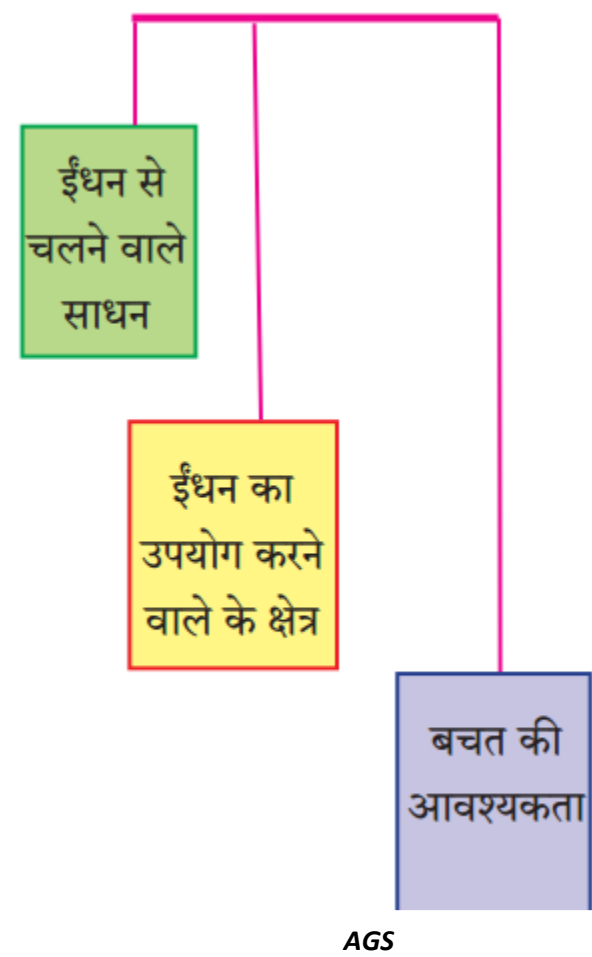 ईंधन से
चलने वाले
साधन
ईंधन का
उपयोग करने
वाले के क्षेत्र
बचत की
आवश्यकता
AGS